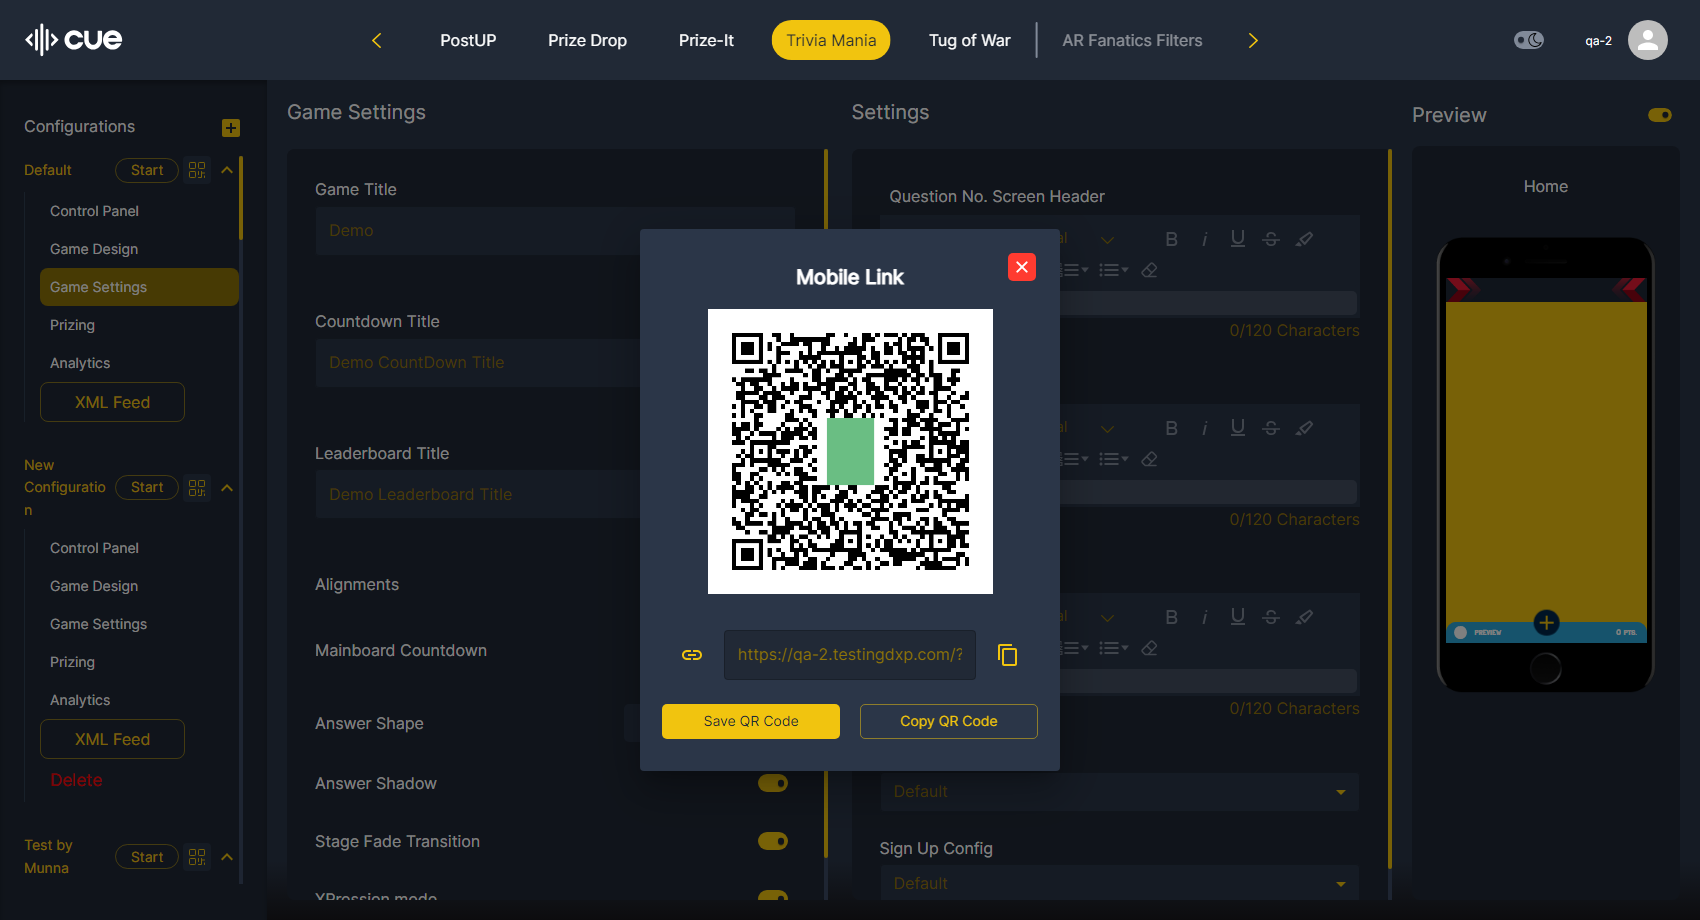 cue
PostUP
Prize Drop
Prize-It
Trivia Mania
Tug of War
AR Fanatics Filters
qa-2
Configurations
Default
Start
Control Panel
Game Design
Game Settings
Prizing
Analytics
XML Feed
New
Configuratio
n
Start
Control Panel
Game Design
Game Settings
Prizing
Analytics
XML Feed
Delete
Test by
Munna
Start
Game Settings
Game Title
Demo
Countdown Title
Demo CountDown Title
Leaderboard Title
Demo Leaderboard Title
Alignments
Mainboard Countdown
Answer Shape
Answer Shadow
Stage Fade Transition
XPression mode
Mobile Link
https://qa-2.testingdxp.com/?
Save QR Code
Copy QR Code
Settings
Question No. Screen Header
al
B i U S
0/120 Characters
al
B i U S
0/120 Characters
al
B i U S
0/120 Characters
Default
Sign Up Config
Default
Preview
Home
PREVIEW
0 PTS.